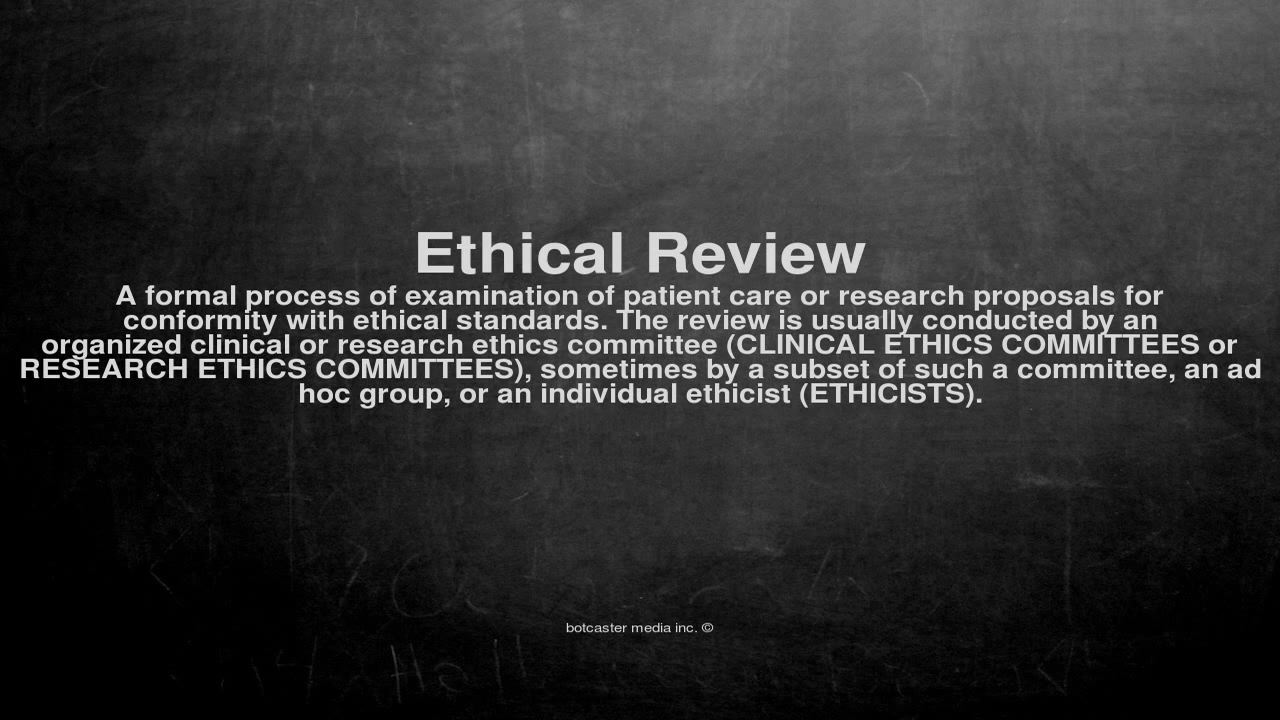 Ethical Review
A formal process of examination of patient care or research proposals for
conformity with ethical standards. The review is usually conducted by an
organized clinical or research ethics committee (CLINICAL ETHICS COMMITTEES or
RESEARCH ETHICS COMMITTEES), sometimes by a subset of such a committee, an ad
hoc group, or an individual ethicist (ETHICISTS).
botcaster media inc. ©